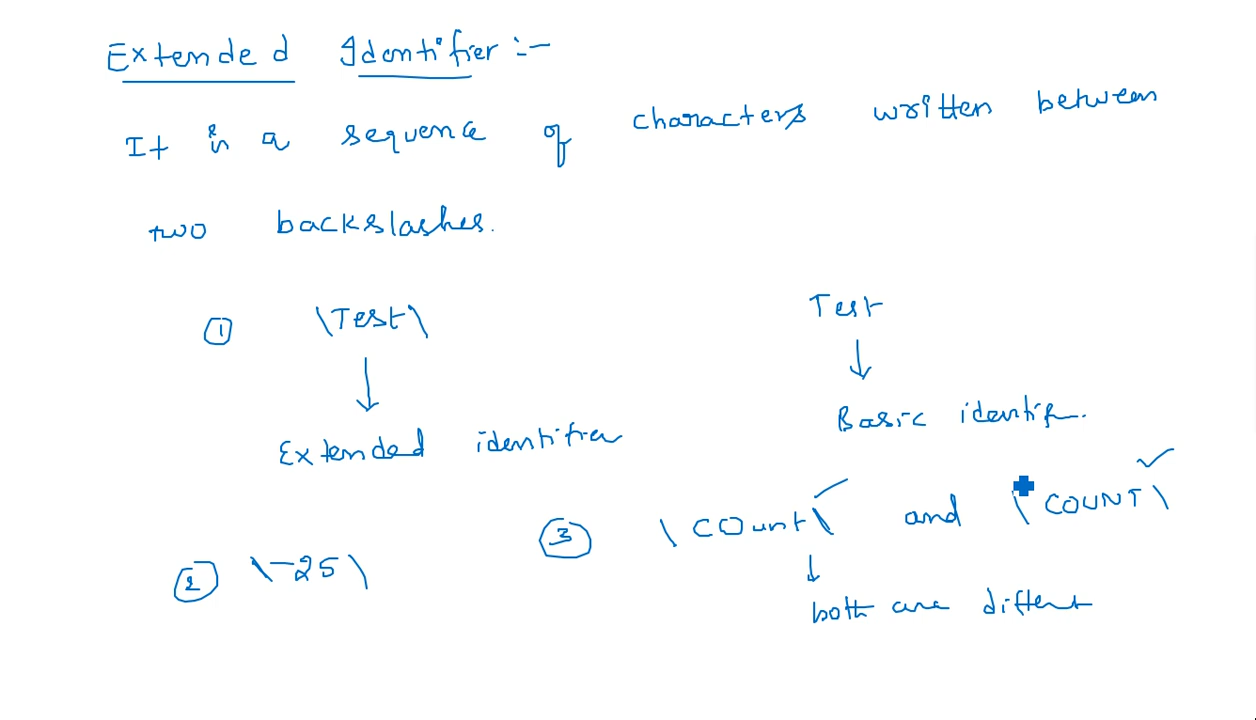 Extended Identifier :-
It is a sequence of characters written between
two backslashes.
① \Test\ Test
Extended identifier Basic identifi.
② \-25\
③ \COunt\ and \COUNT\
both are different